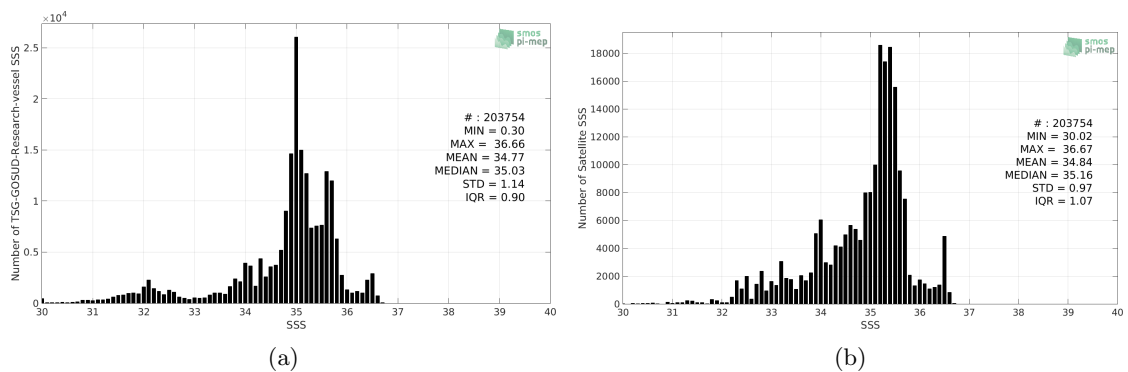 ×10⁴
2.5
2
1.5
1
0.5
0
30 31 32 33 34 35 36 37 38 39 40
SSS
Number of TSG-GOSUD-Research-vessel SSS
smos
pi-mep
# : 203754
MIN = 0.30
MAX = 36.66
MEAN = 34.77
MEDIAN = 35.03
STD = 1.14
IQR = 0.90
(a)
18000
16000
14000
12000
10000
8000
6000
4000
2000
0
30 31 32 33 34 35 36 37 38 39 40
SSS
Number of Satellite SSS
smos
pi-mep
# : 203754
MIN = 30.02
MAX = 36.67
MEAN = 34.84
MEDIAN = 35.16
STD = 0.97
IQR = 1.07
(b)